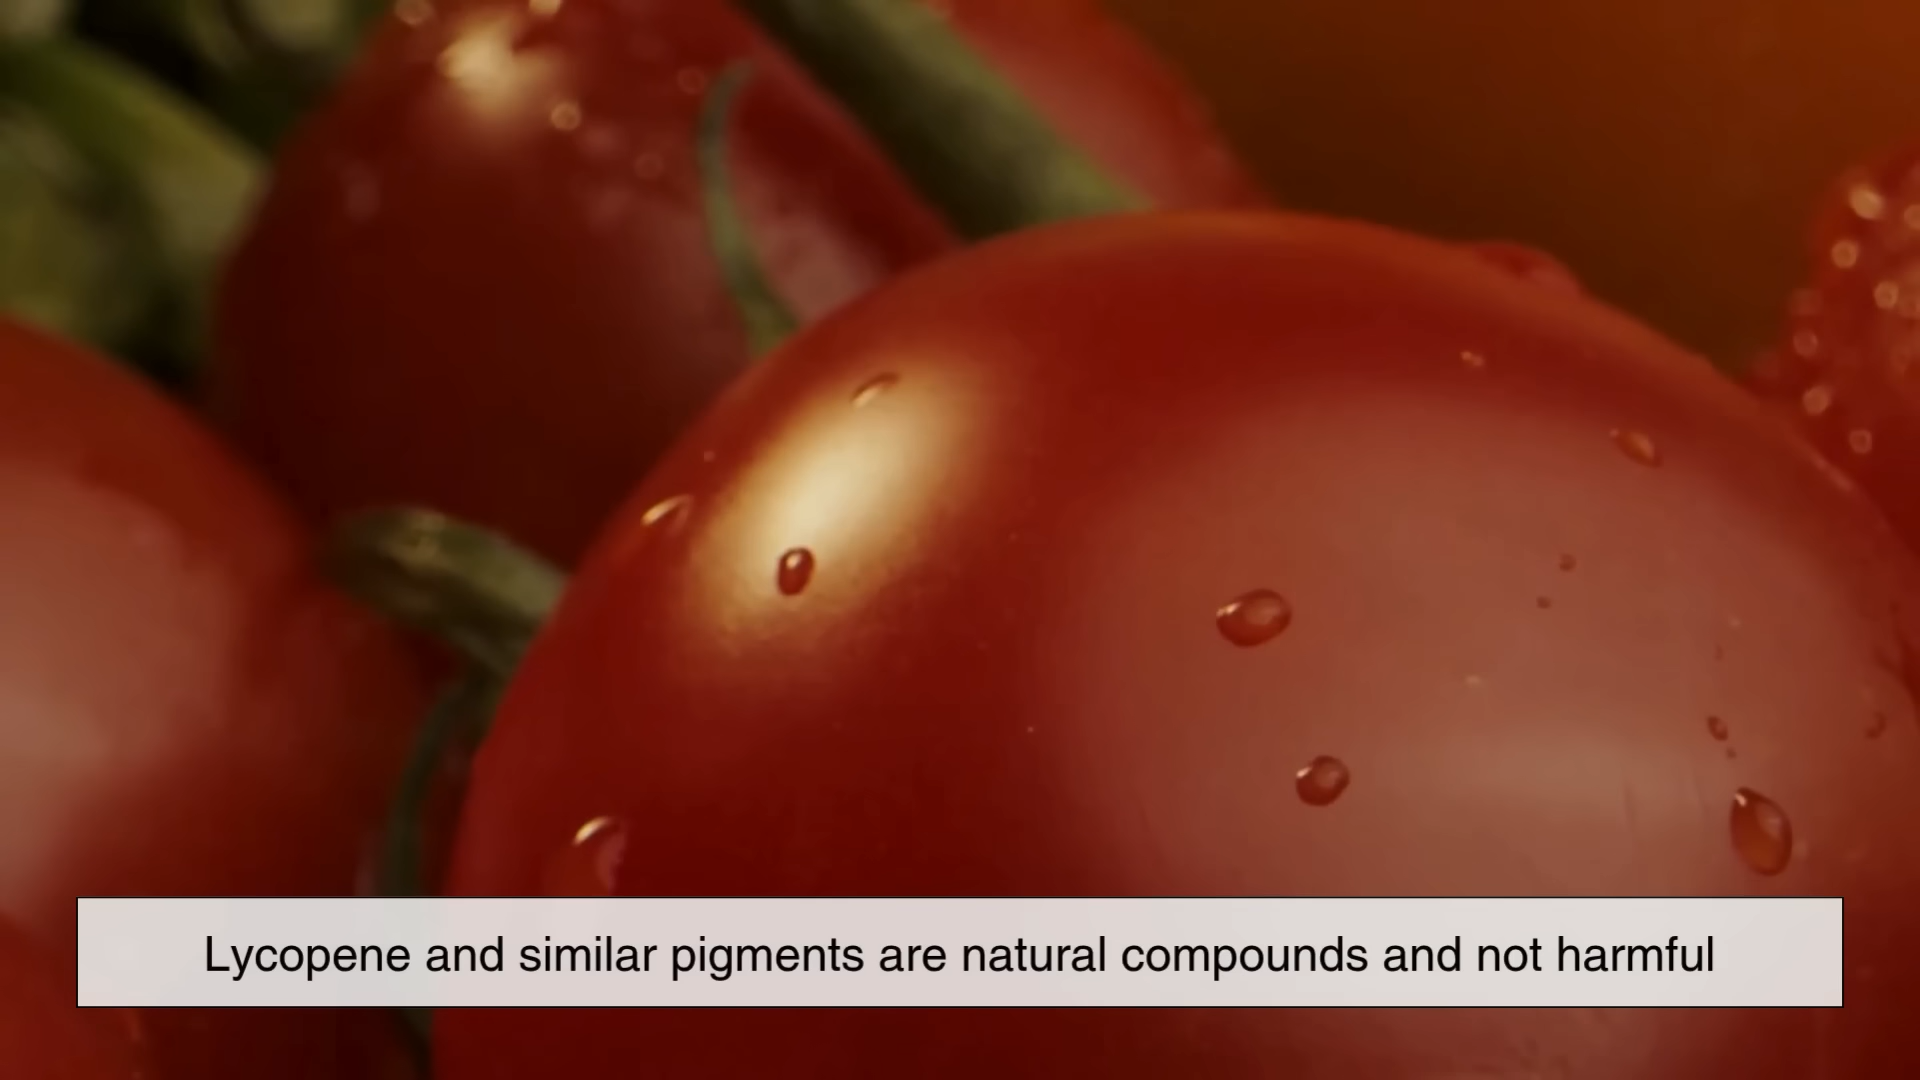 Lycopene and similar pigments are natural compounds and not harmful